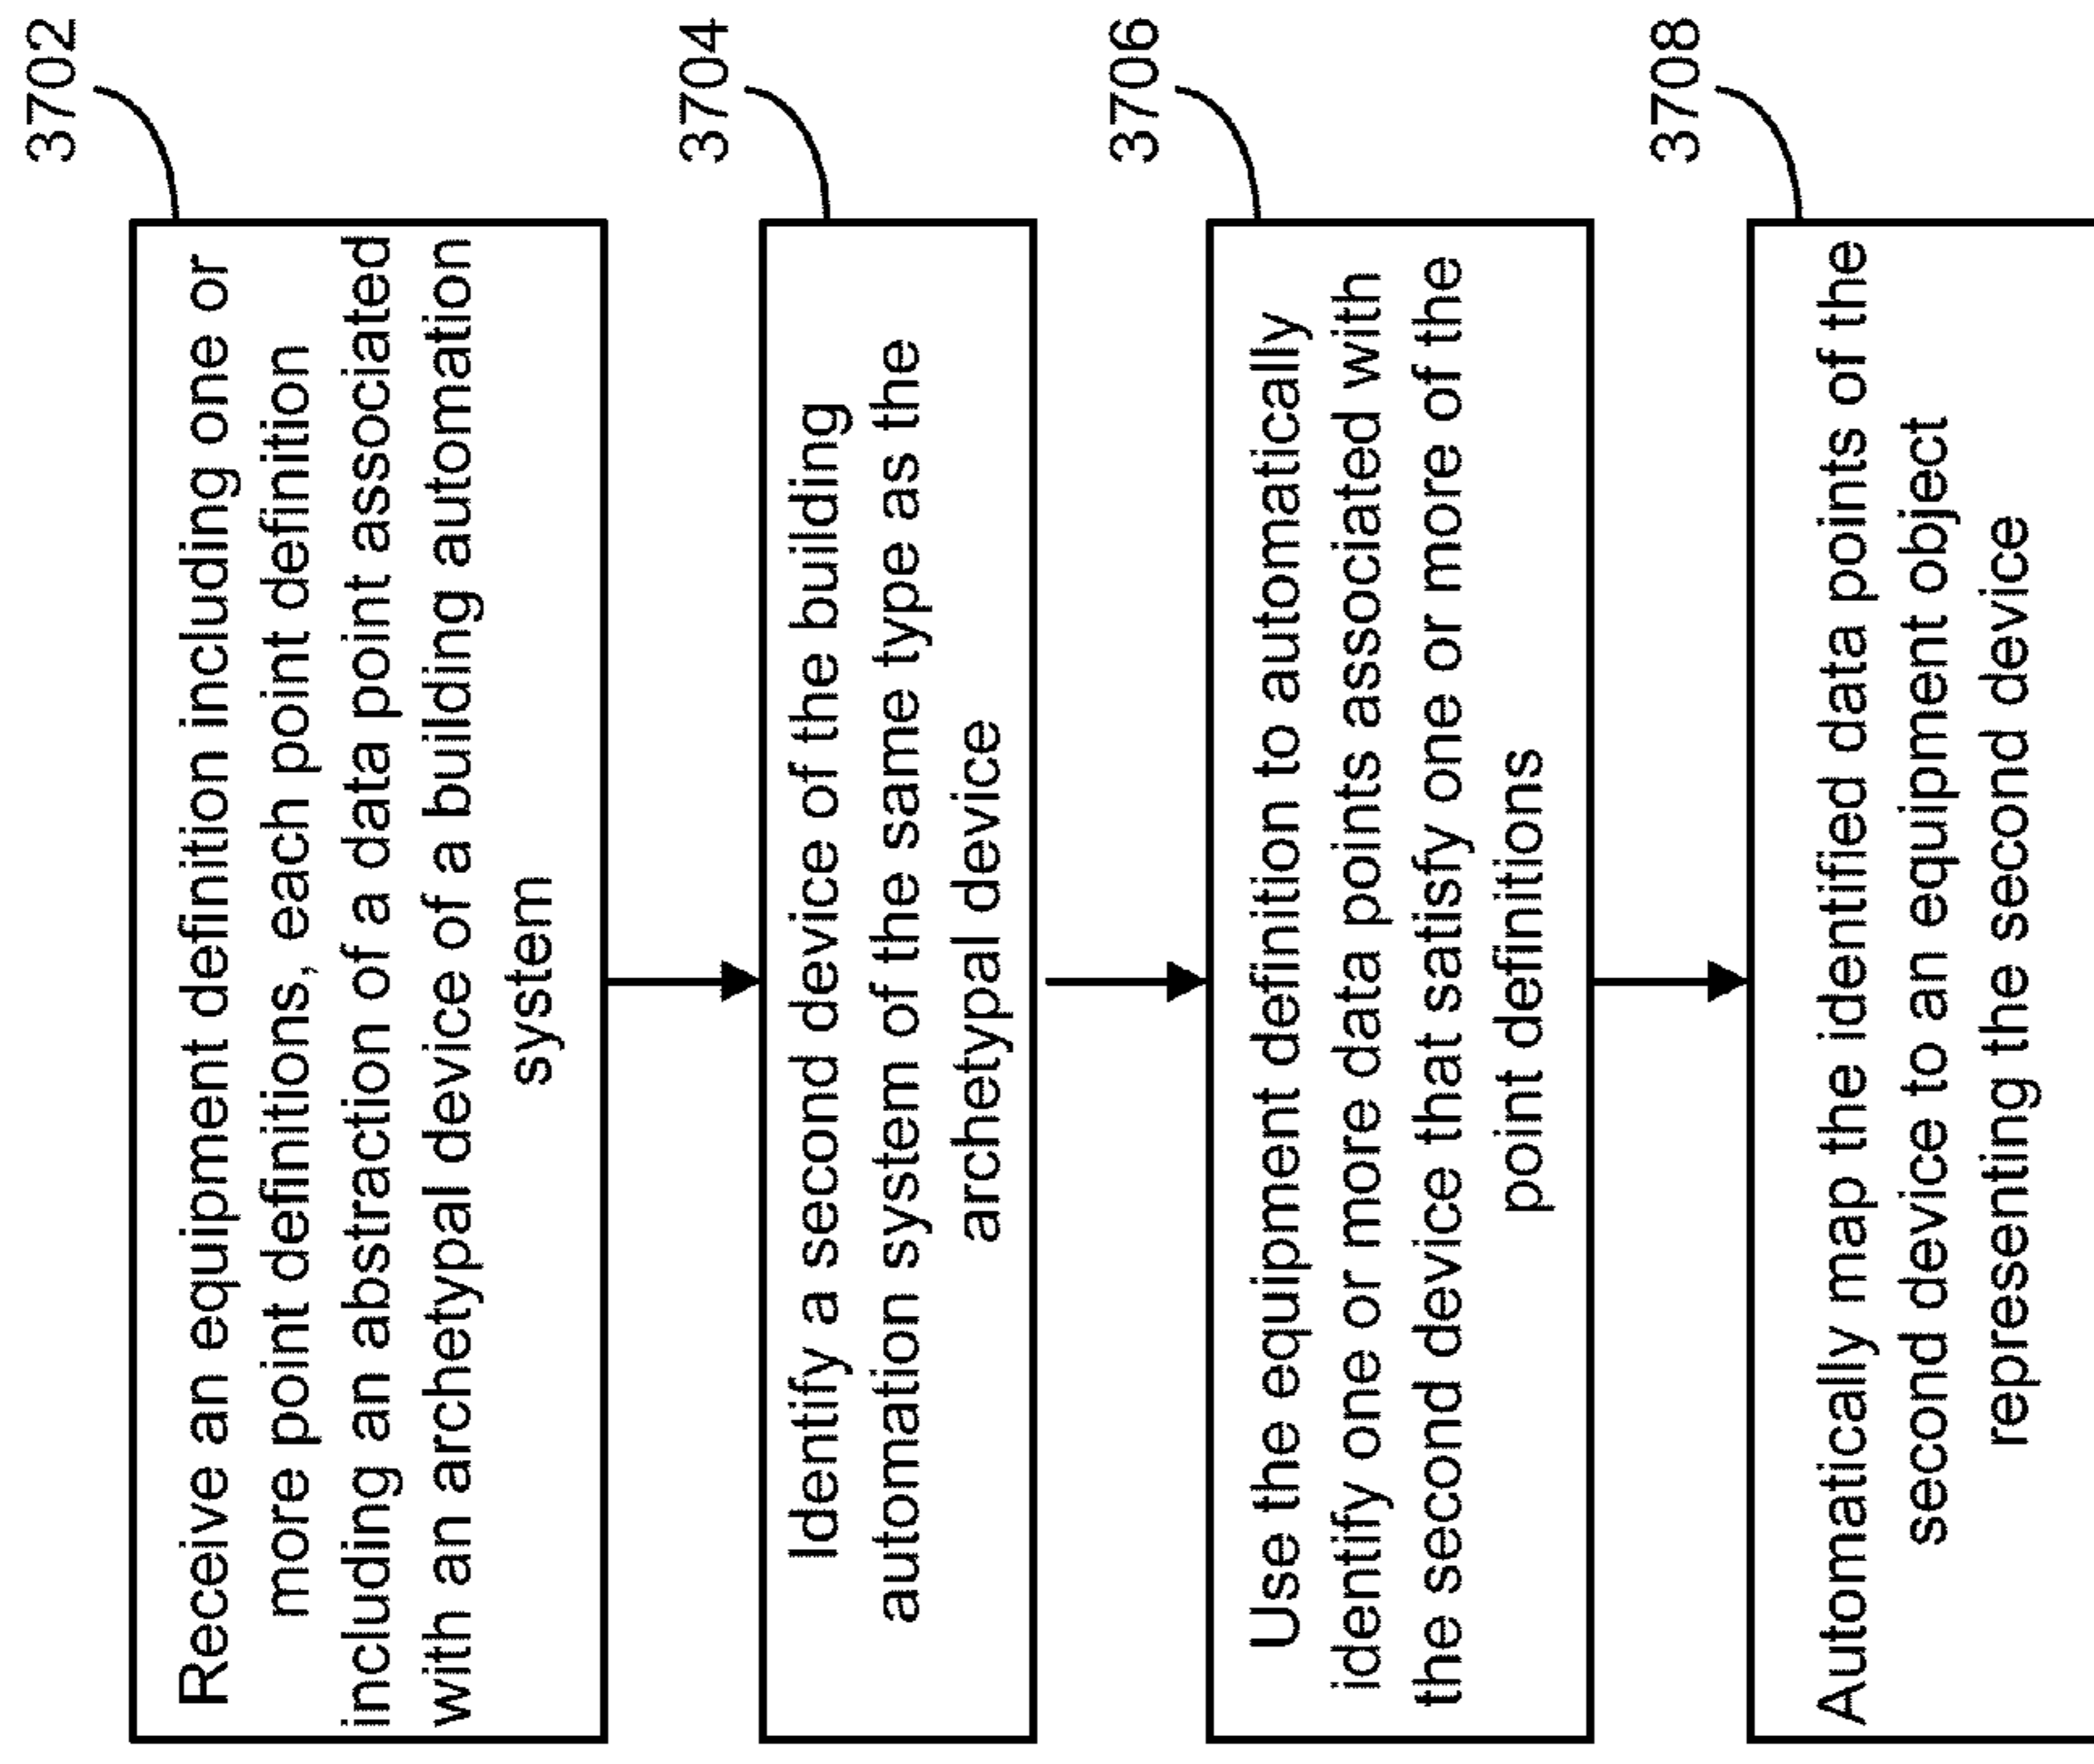 3702
Receive an equipment definition including one or
more point definitions, each point definition
including an abstraction of a data point associated
with an archetypal device of a building automation
system
3704
Identify a second device of the building
automation system of the same type as the
archetypal device
3706
Use the equipment definition to automatically
identify one or more data points associated with
the second device that satisfy one or more of the
point definitions
3708
Automatically map the identified data points of the
second device to an equipment object
representing the second device